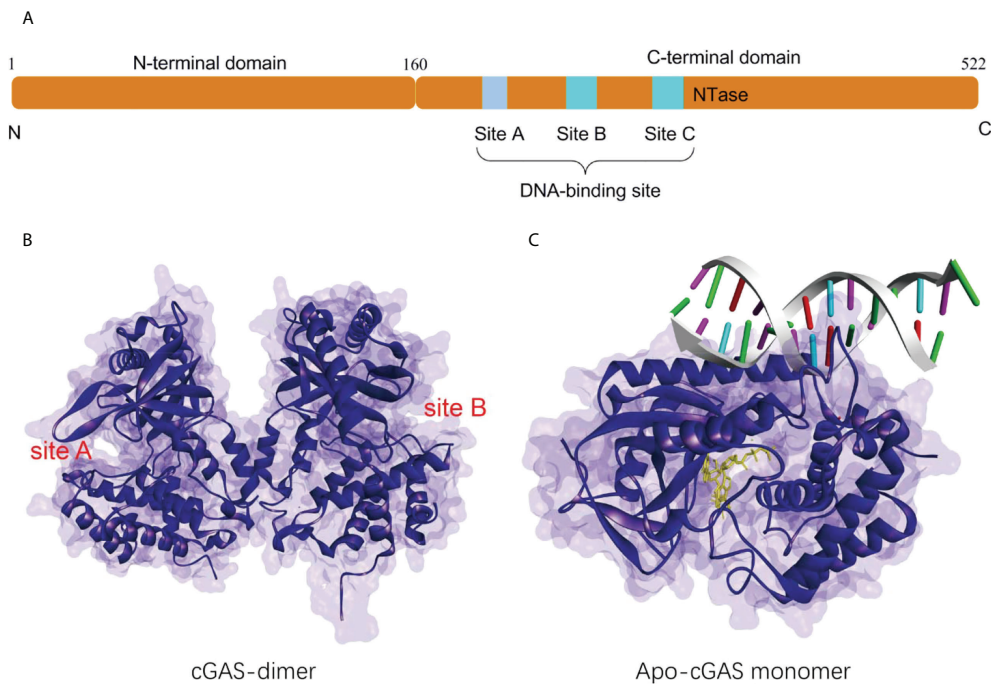 A
N-terminal domain
C-terminal domain
1
160
522
NTase
N
Site A
Site B
Site C
C
DNA-binding site
B
C
site A
site B
cGAS-dimer
Apo-cGAS monomer